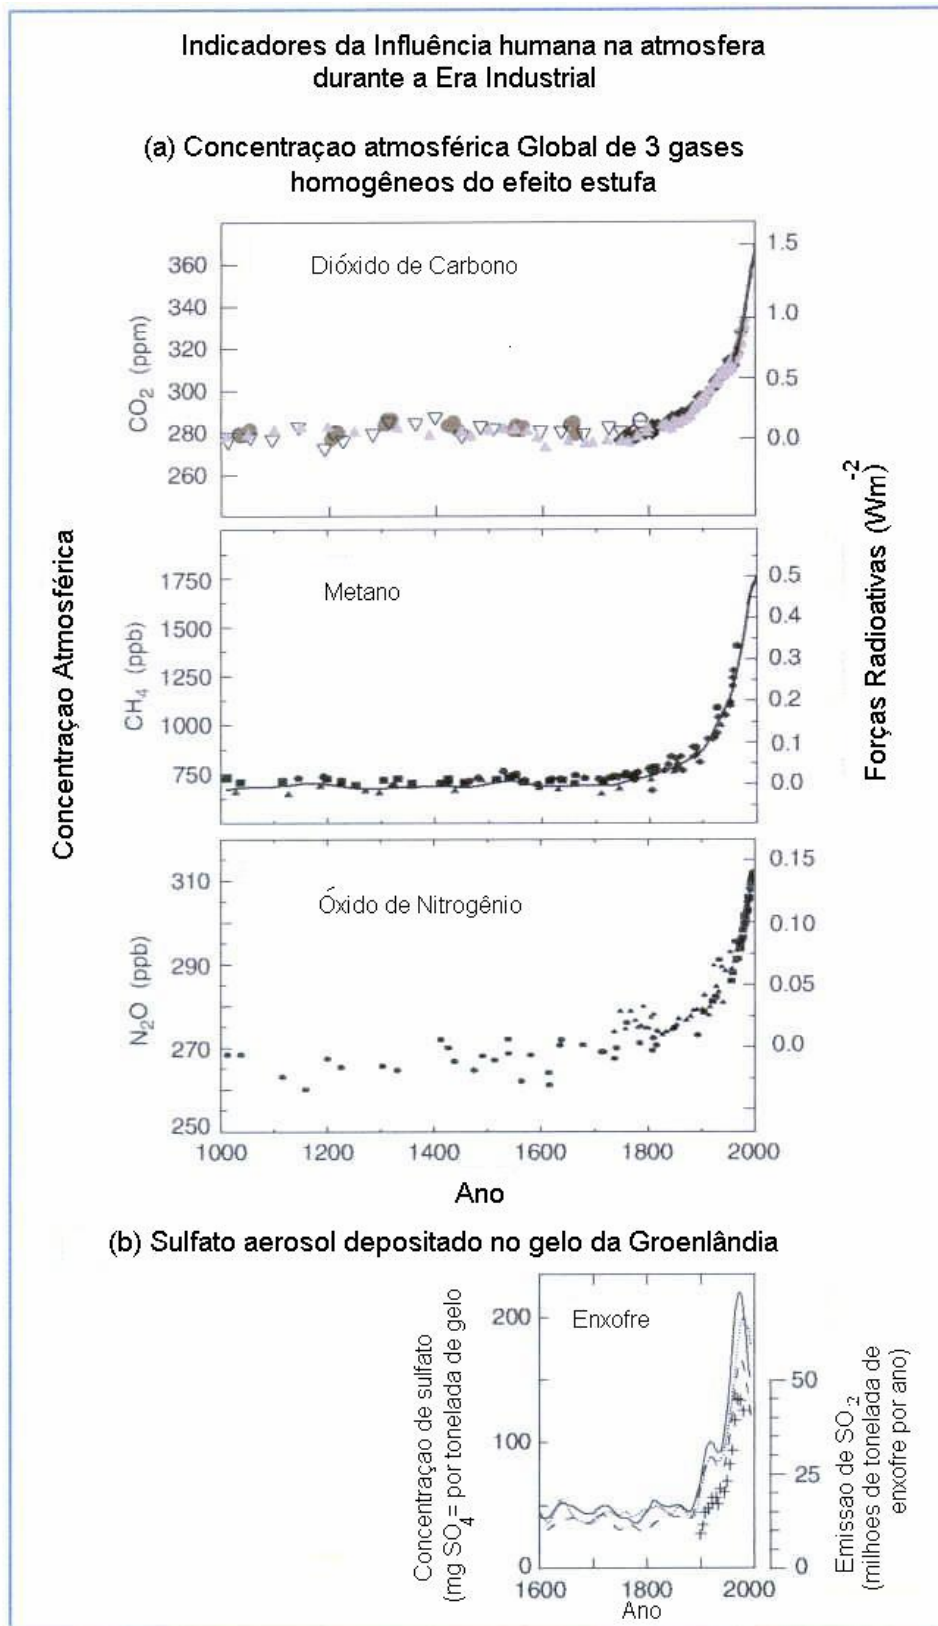 Indicadores da Influência humana na atmosfera
durante a Era Industrial
(a) Concentraçao atmosférica Global de 3 gases
homogêneos do efeito estufa
Concentraçao Atmosférica
Forças Radioativas (Wm-2)
Dióxido de Carbono
CO2 (ppm)
360
340
320
300
280
260
1.5
1.0
0.5
0.0
Metano
CH4 (ppb)
1750
1500
1250
1000
750
0.5
0.4
0.3
0.2
0.1
0.0
Óxido de Nitrogênio
N2O (ppb)
310
290
270
250
0.15
0.10
0.05
0.0
1000 1200 1400 1600 1800 2000
Ano
(b) Sulfato aerosol depositado no gelo da Groenlândia
Enxofre
Concentraçao de sulfato
(mg SO4= por tonelada de gelo
200
100
0
50
25
0
Emissao de SO2
(milhoes de tonelada de
enxofre por ano)
1600 1800 2000
Ano